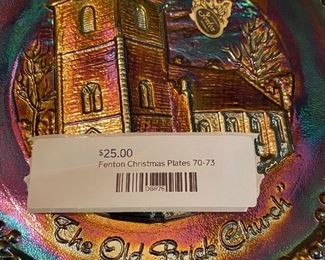 $25.00
Fenton Christmas Plates 70-73
"The Old Brick Church"